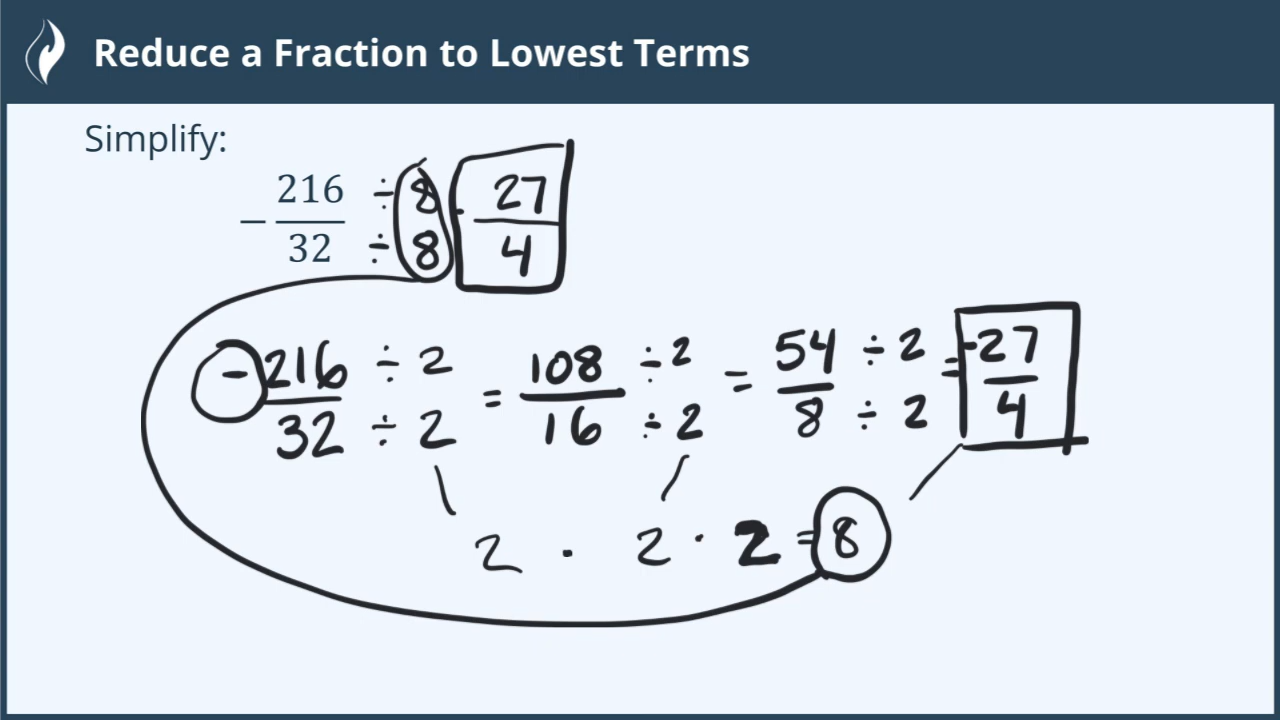 Reduce a Fraction to Lowest Terms
Simplify:
216 ÷ 8 27
−
32 ÷ 8 4
− 216 ÷ 2 = 108 ÷ 2 = 54 ÷ 2 = -27
32 ÷ 2 16 ÷ 2 8 ÷ 2 4
2 · 2 · 2 = 8